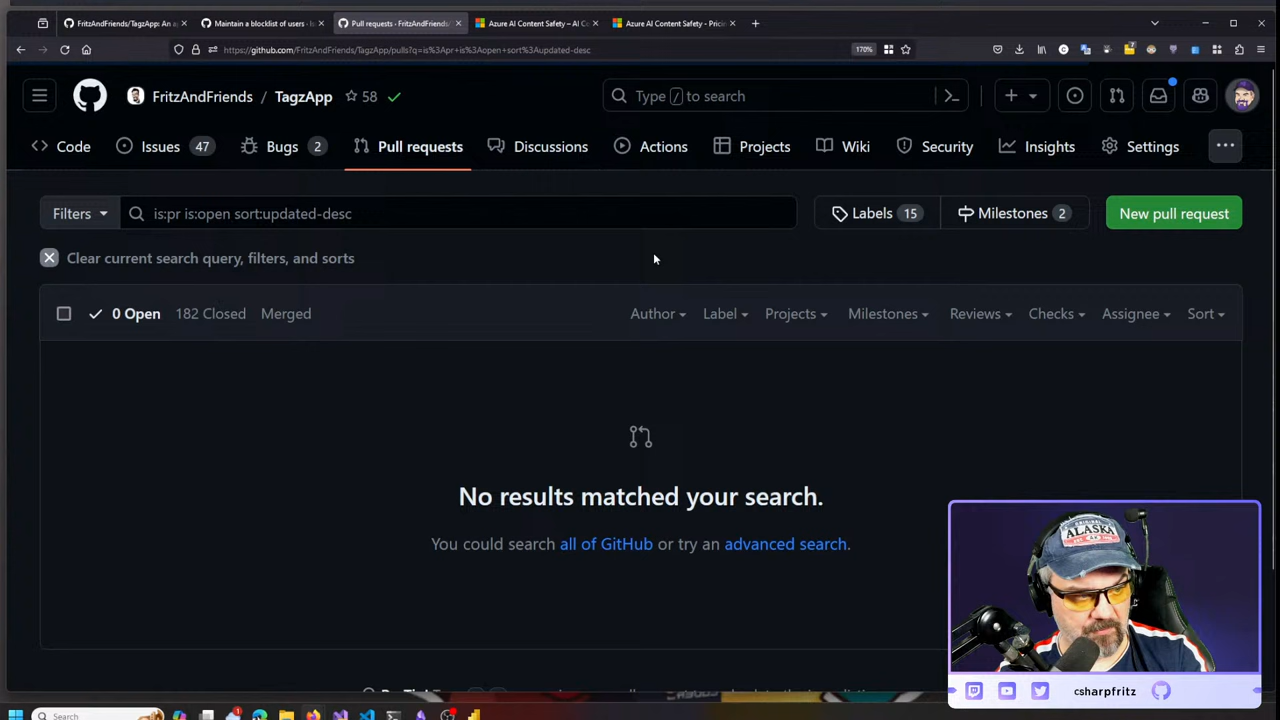 FritzAndFriends/TagzApp: An a
Maintain a blocklist of users · Is
Pull requests · FritzAndFriends/
Azure AI Content Safety – AI Co
Azure AI Content Safety - Pricin
https://github.com/FritzAndFriends/TagzApp/pulls?q=is%3Apr+is%3Aopen+sort%3Aupdated-desc
170%
FritzAndFriends / TagzApp 58
Type / to search
Code
Issues 47
Bugs 2
Pull requests
Discussions
Actions
Projects
Wiki
Security
Insights
Settings
Filters
is:pr is:open sort:updated-desc
Labels 15
Milestones 2
New pull request
Clear current search query, filters, and sorts
0 Open 182 Closed Merged
Author Label Projects Milestones Reviews Checks Assignee Sort
No results matched your search.
You could search all of GitHub or try an advanced search.
ALASKA
csharpfritz
Search